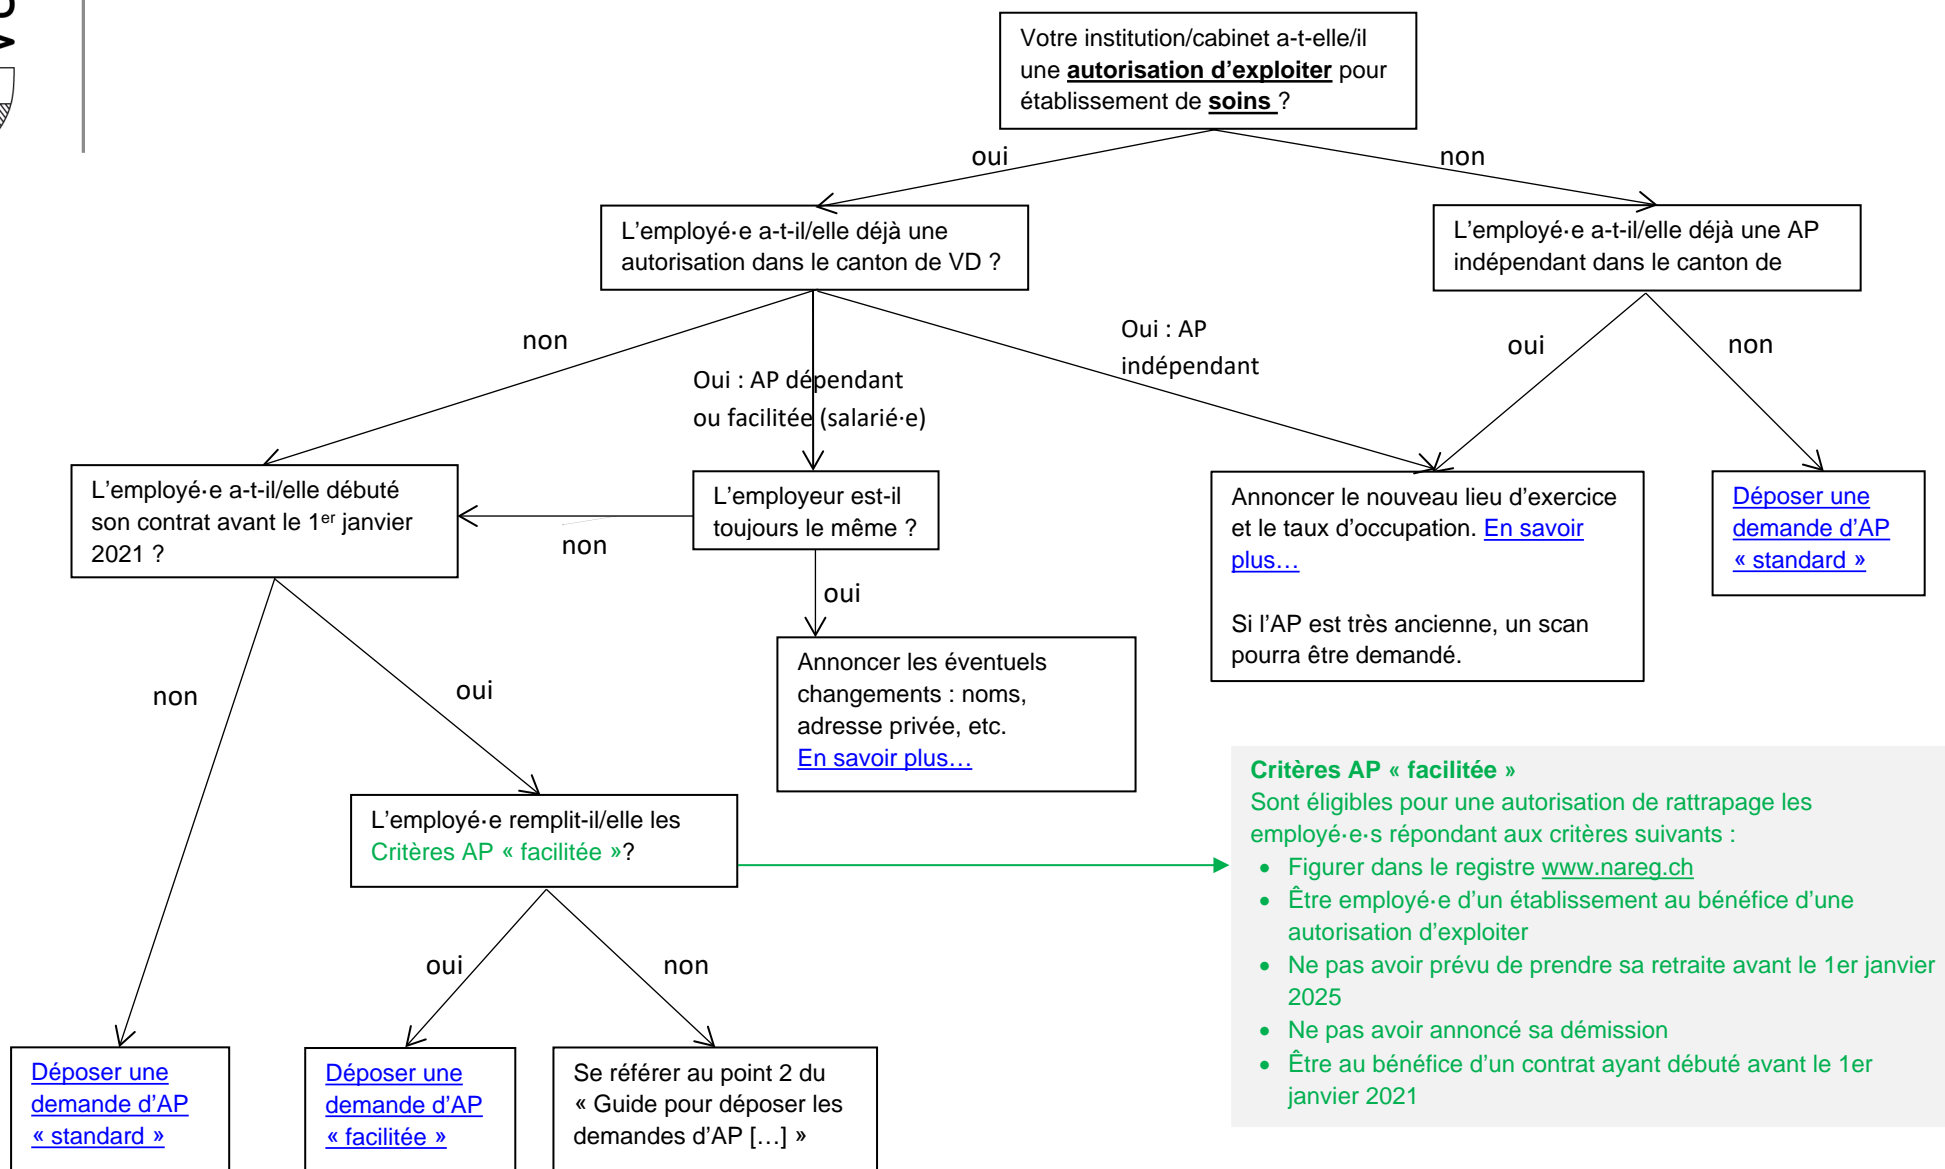 Votre institution/cabinet a-t-elle/il
une autorisation d'exploiter pour
établissement de soins ?
oui
non
L'employé·e a-t-il/elle déjà une
autorisation dans le canton de VD ?
L'employé·e a-t-il/elle déjà une AP
indépendant dans le canton de
non
Oui : AP dépendant
ou facilitée (salarié·e)
Oui : AP
indépendant
oui
non
L'employé·e a-t-il/elle débuté
son contrat avant le 1er janvier
2021 ?
non
L'employeur est-il
toujours le même ?
Annoncer le nouveau lieu d'exercice
et le taux d'occupation. En savoir
plus…
Si l'AP est très ancienne, un scan
pourra être demandé.
Déposer une
demande d'AP
« standard »
oui
Annoncer les éventuels
changements : noms,
adresse privée, etc.
En savoir plus…
non
oui
L'employé·e remplit-il/elle les
Critères AP « facilitée »?
Critères AP « facilitée »
Sont éligibles pour une autorisation de rattrapage les
employé·e·s répondant aux critères suivants :
• Figurer dans le registre www.nareg.ch
• Être employé·e d'un établissement au bénéfice d'une
autorisation d'exploiter
• Ne pas avoir prévu de prendre sa retraite avant le 1er janvier
2025
• Ne pas avoir annoncé sa démission
• Être au bénéfice d'un contrat ayant débuté avant le 1er
janvier 2021
oui
non
Déposer une
demande d'AP
« standard »
Déposer une
demande d'AP
« facilitée »
Se référer au point 2 du
« Guide pour déposer les
demandes d'AP […] »